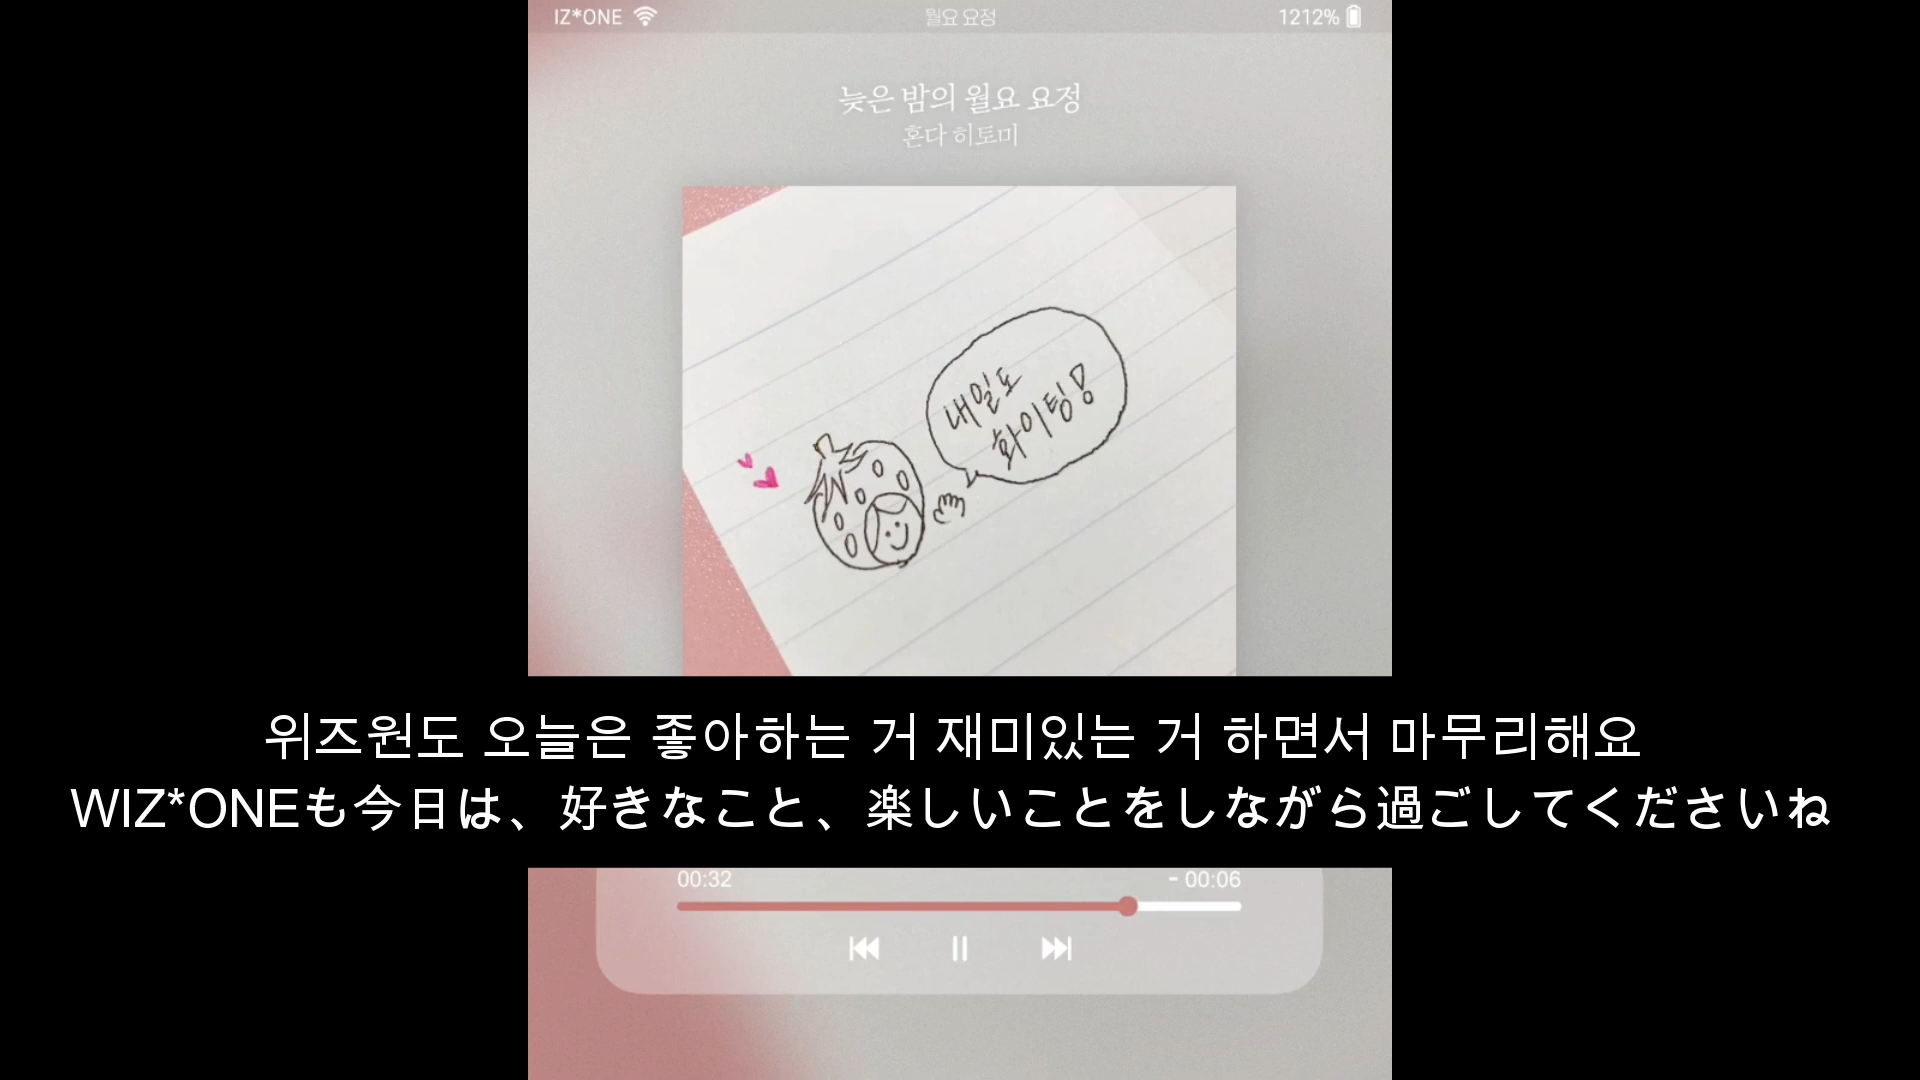 IZ*ONE 월요 요정 1212%
늦은 밤의 월요 요정
혼다 히토미
내일도
화이팅!
위즈원도 오늘은 좋아하는 거 재미있는 거 하면서 마무리해요
WIZ*ONEも今日は、好きなこと、楽しいことをしながら過ごしてくださいね
00:32 - 00:06